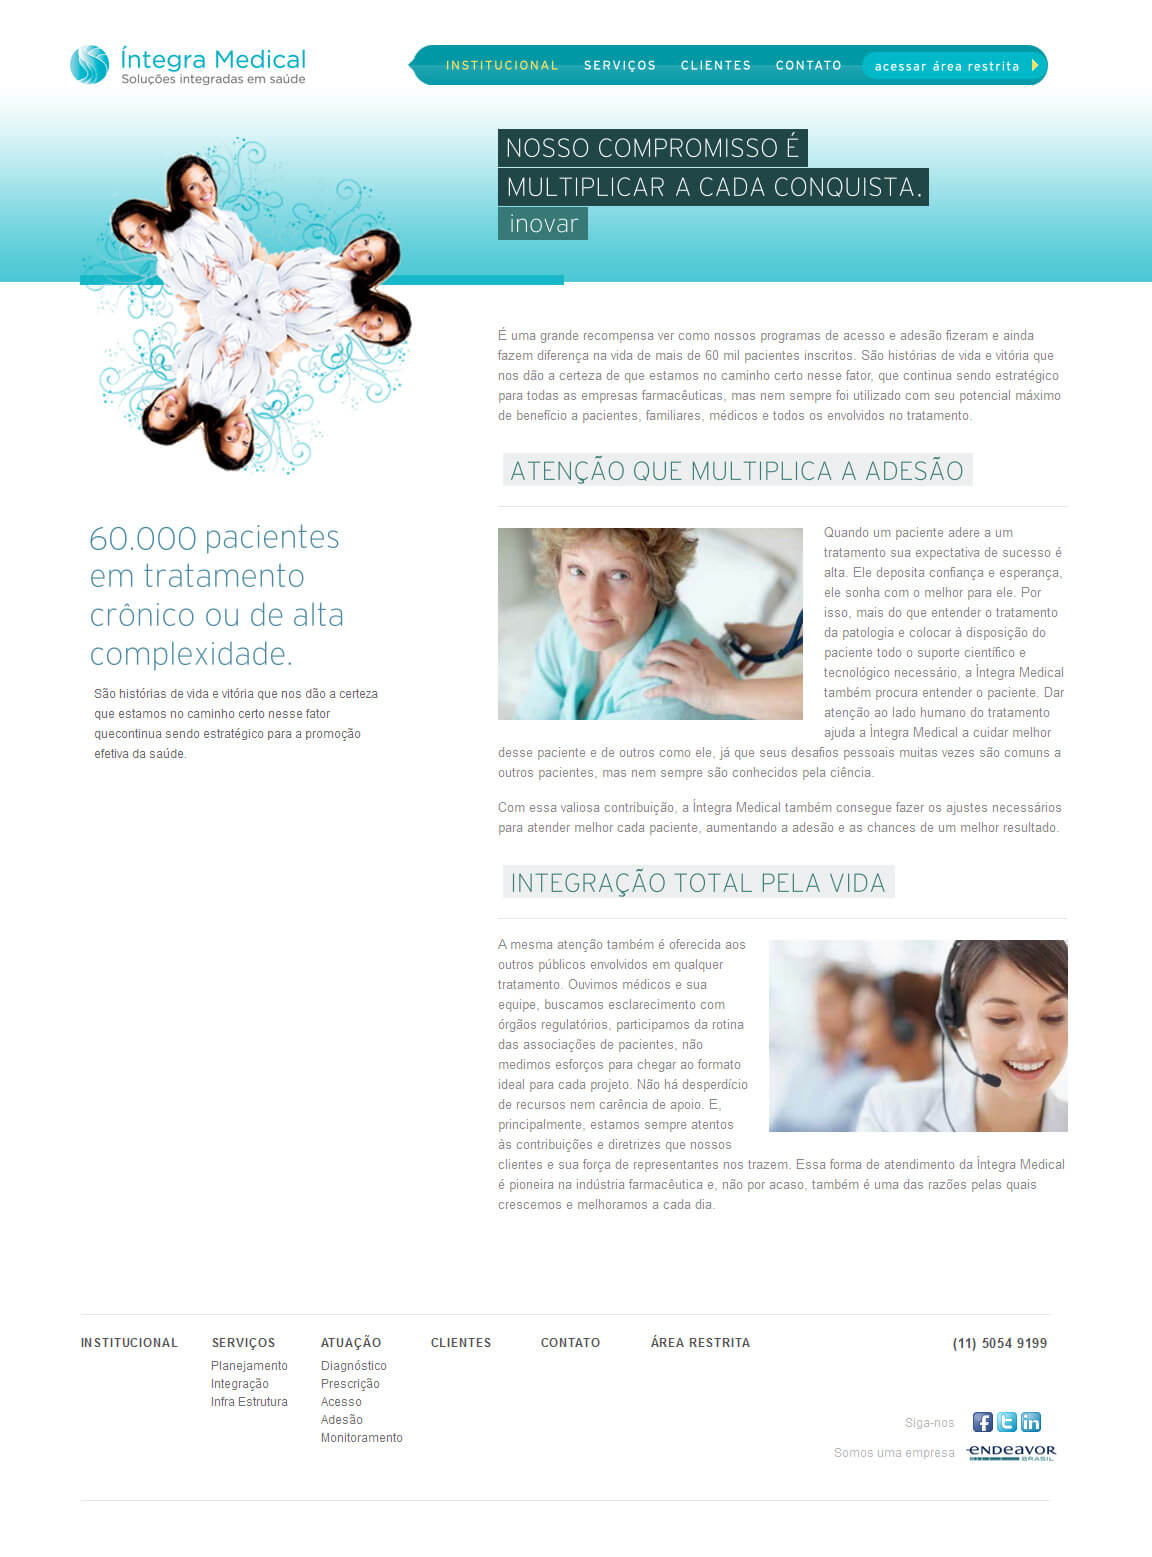 Íntegra Medical
Soluções integradas em saúde
INSTITUCIONAL
SERVIÇOS
CLIENTES
CONTATO
acessar área restrita
NOSSO COMPROMISSO É
MULTIPLICAR A CADA CONQUISTA.
inovar
60.000 pacientes
em tratamento
crônico ou de alta
complexidade.
São histórias de vida e vitória que nos dão a certeza
que estamos no caminho certo nesse fator
quecontinua sendo estratégico para a promoção
efetiva da saúde.
É uma grande recompensa ver como nossos programas de acesso e adesão fizeram e ainda
fazem diferença na vida de mais de 60 mil pacientes inscritos. São histórias de vida e vitória que
nos dão a certeza de que estamos no caminho certo nesse fator, que continua sendo estratégico
para todas as empresas farmacêuticas, mas nem sempre foi utilizado com seu potencial máximo
de benefício a pacientes, familiares, médicos e todos os envolvidos no tratamento.
ATENÇÃO QUE MULTIPLICA A ADESÃO
Quando um paciente adere a um
tratamento sua expectativa de sucesso é
alta. Ele deposita confiança e esperança,
ele sonha com o melhor para ele. Por
isso, mais do que entender o tratamento
da patologia e colocar à disposição do
paciente todo o suporte científico e
tecnológico necessário, a Íntegra Medical
também procura entender o paciente. Dar
atenção ao lado humano do tratamento
ajuda a Íntegra Medical a cuidar melhor
desse paciente e de outros como ele, já que seus desafios pessoais muitas vezes são comuns a
outros pacientes, mas nem sempre são conhecidos pela ciência.
Com essa valiosa contribuição, a Íntegra Medical também consegue fazer os ajustes necessários
para atender melhor cada paciente, aumentando a adesão e as chances de um melhor resultado.
INTEGRAÇÃO TOTAL PELA VIDA
A mesma atenção também é oferecida aos
outros públicos envolvidos em qualquer
tratamento. Ouvimos médicos e sua
equipe, buscamos esclarecimento com
órgãos regulatórios, participamos da rotina
das associações de pacientes, não
medimos esforços para chegar ao formato
ideal para cada projeto. Não há desperdício
de recursos nem carência de apoio. E,
principalmente, estamos sempre atentos
às contribuições e diretrizes que nossos
clientes e sua força de representantes nos trazem. Essa forma de atendimento da Íntegra Medical
é pioneira na indústria farmacêutica e, não por acaso, também é uma das razões pelas quais
crescemos e melhoramos a cada dia.
INSTITUCIONAL
SERVIÇOS
Planejamento
Integração
Infra Estrutura
ATUAÇÃO
Diagnóstico
Prescrição
Acesso
Adesão
Monitoramento
CLIENTES
CONTATO
ÁREA RESTRITA
(11) 5054 9199
Siga-nos
Somos uma empresa
ENDEAVOR
BRASIL